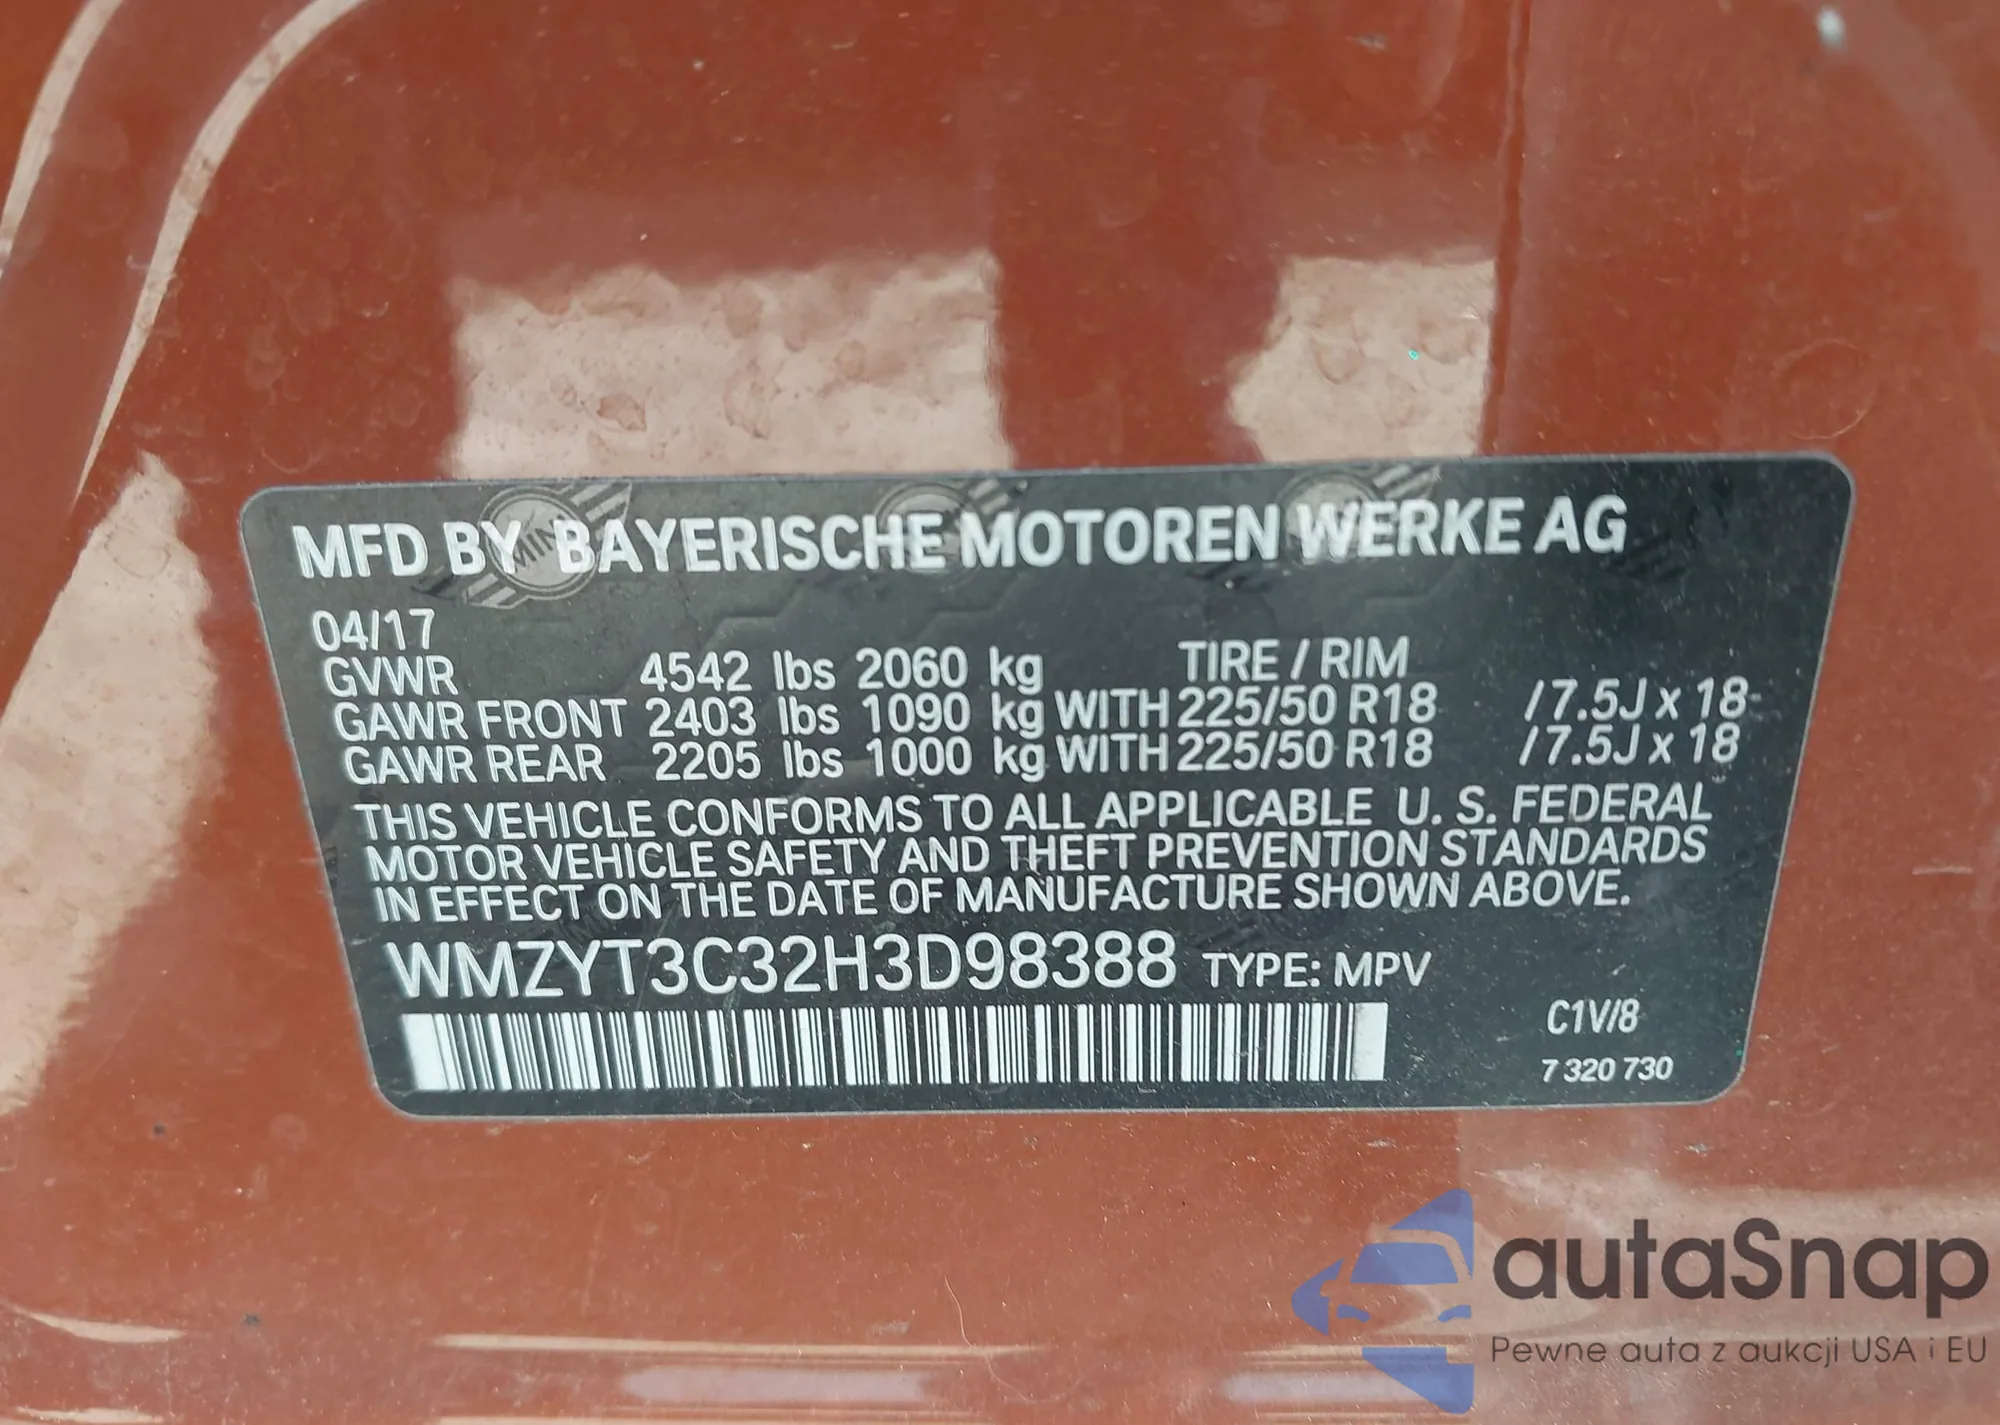 MFD BY BAYERISCHE MOTOREN WERKE AG
04/17
TIRE / RIM
GVWR 4542 lbs 2060 kg
GAWR FRONT 2403 lbs 1090 kg WITH 225/50 R18 /7.5J x 18
GAWR REAR 2205 lbs 1000 kg WITH 225/50 R18 /7.5J x 18
THIS VEHICLE CONFORMS TO ALL APPLICABLE U. S. FEDERAL
MOTOR VEHICLE SAFETY AND THEFT PREVENTION STANDARDS
IN EFFECT ON THE DATE OF MANUFACTURE SHOWN ABOVE.
WMZYT3C32H3D98388 TYPE: MPV
C1V/8
7 320 730
autaSnap
Pewne auta z aukcji USA i EU